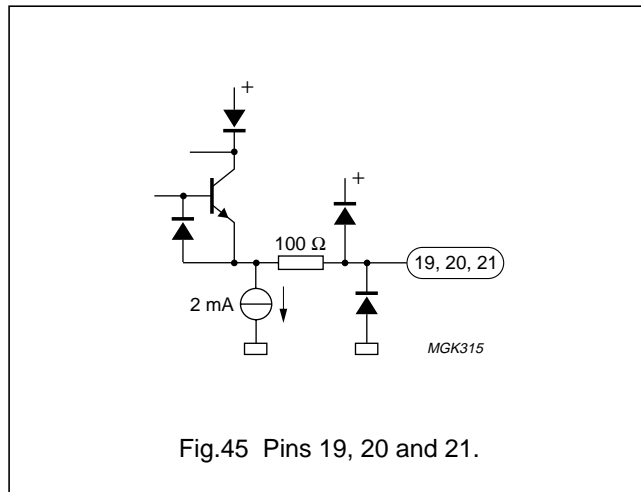 +
+
100 Ω
19, 20, 21
2 mA
MGK315
Fig.45 Pins 19, 20 and 21.